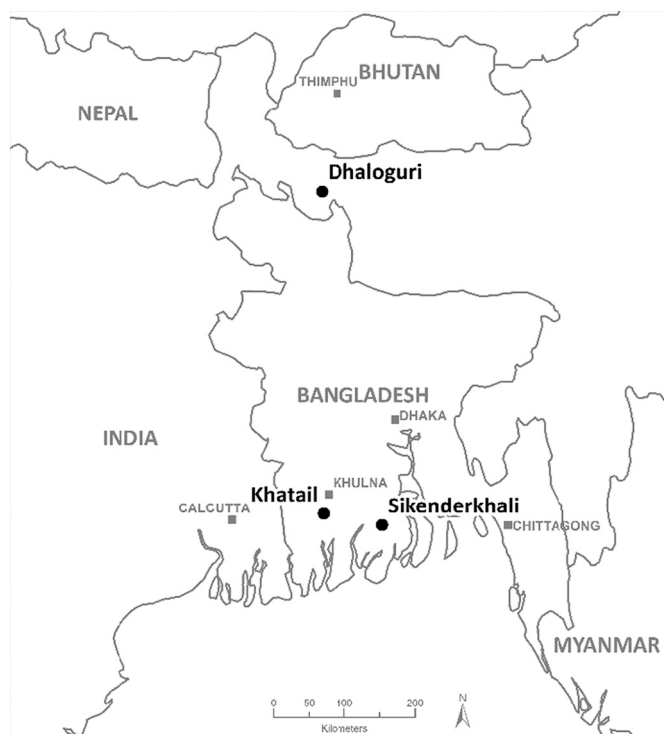 BHUTAN
THIMPHU
NEPAL
Dhaloguri
BANGLADESH
DHAKA
INDIA
KHULNA
Khatail
Sikenderkhali
CALCUTTA
CHITTAGONG
MYANMAR
N
0 50 100 200
Kilometers